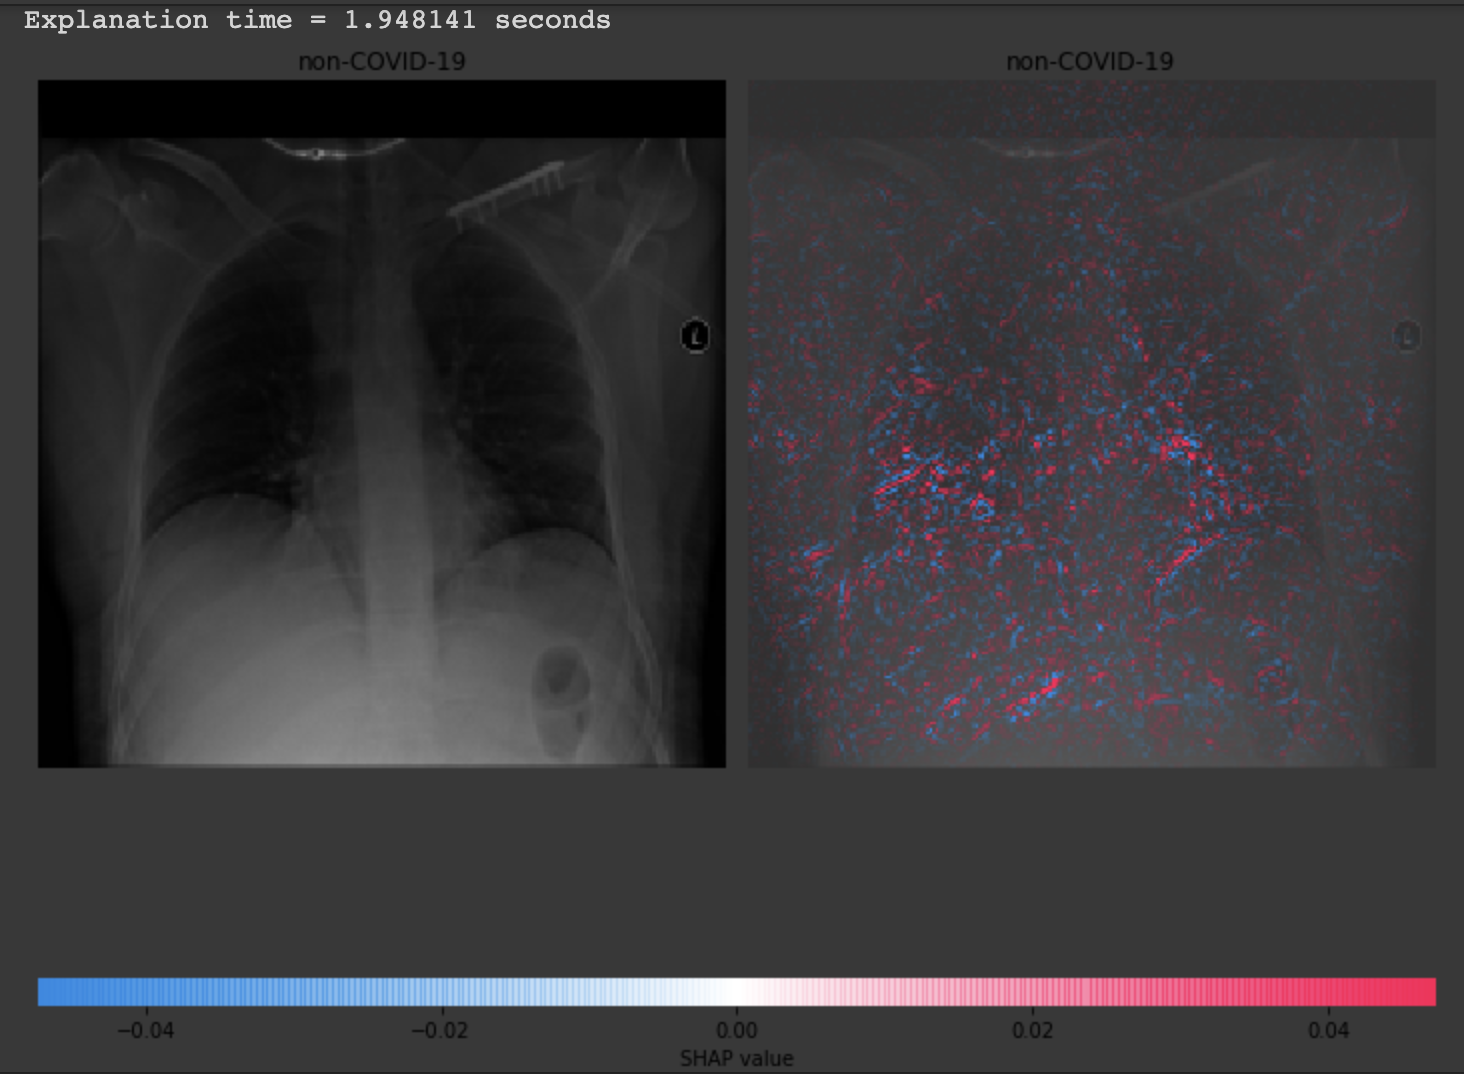 Explanation time = 1.948141 seconds
non-COVID-19 non-COVID-19
L
L
−0.04 −0.02 0.00 0.02 0.04
SHAP value